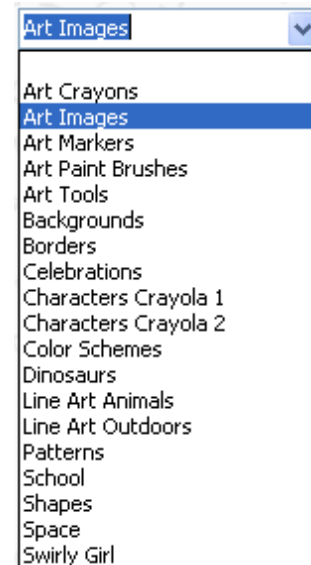 Art Images
Art Crayons
Art Images
Art Markers
Art Paint Brushes
Art Tools
Backgrounds
Borders
Celebrations
Characters Crayola 1
Characters Crayola 2
Color Schemes
Dinosaurs
Line Art Animals
Line Art Outdoors
Patterns
School
Shapes
Space
Swirly Girl